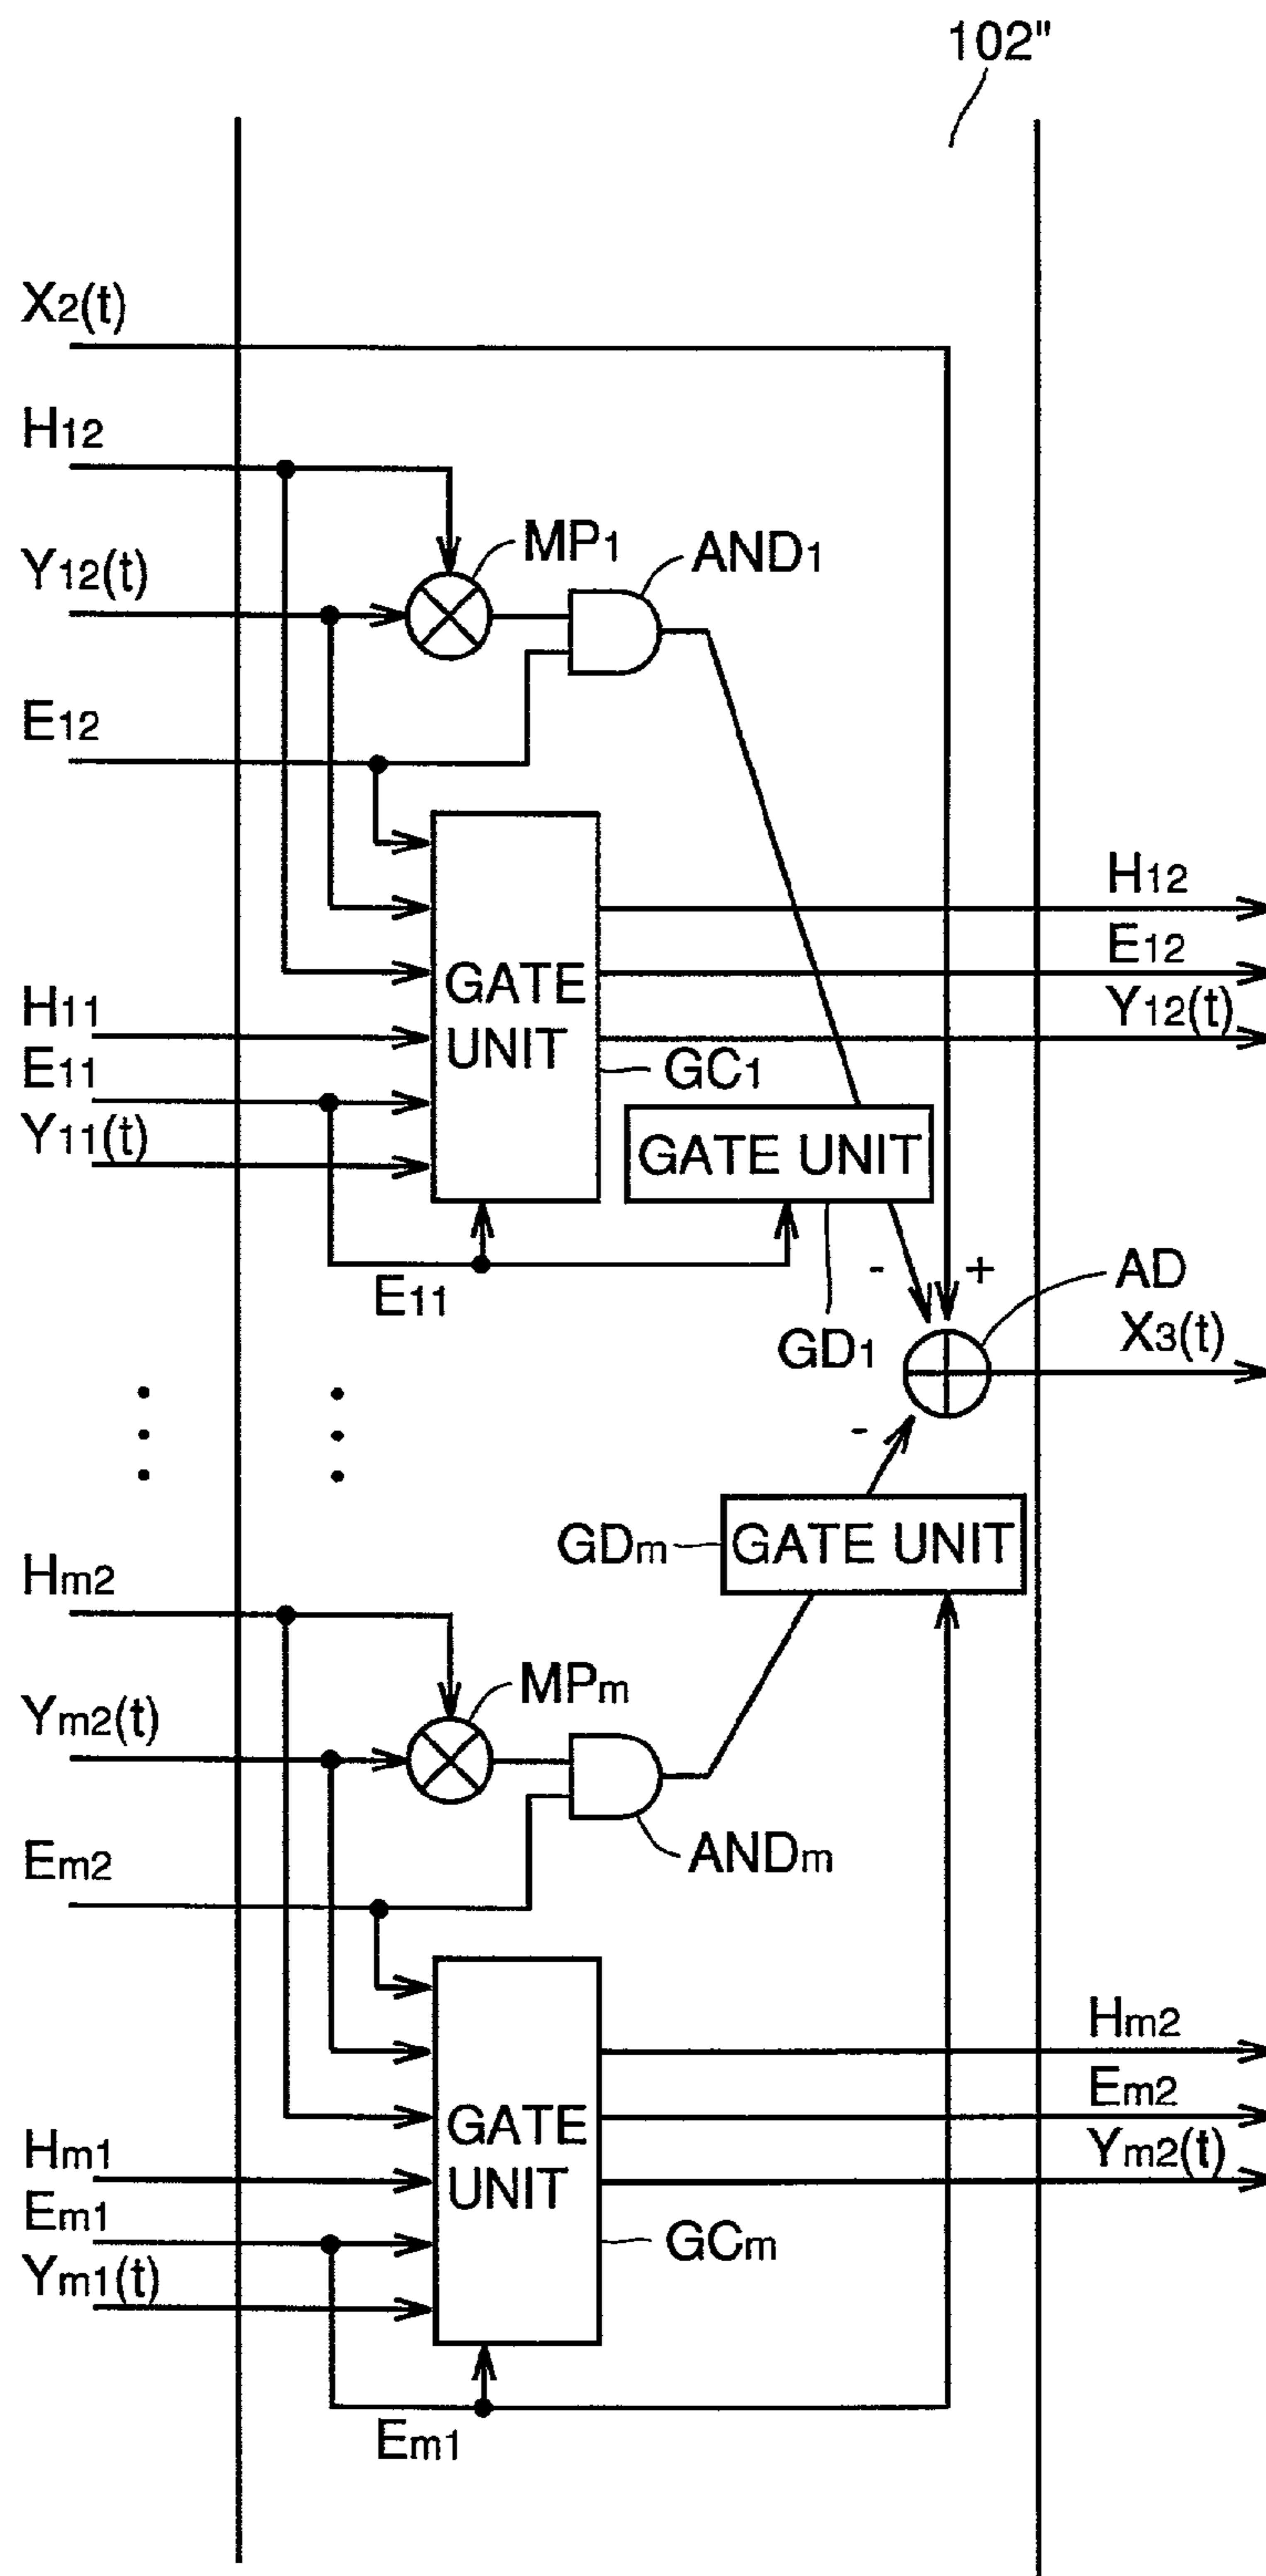 102"
X2(t)
H12
Y12(t)
MP1
AND1
E12
H12
E12
Y12(t)
GATE
UNIT
H11
E11
Y11(t)
GC1
GATE UNIT
E11
-
+
AD
GD1
X3(t)
-
GDm
GATE UNIT
Hm2
MPm
Ym2(t)
ANDm
Em2
Hm2
Em2
Ym2(t)
GATE
UNIT
Hm1
Em1
Ym1(t)
GCm
Em1